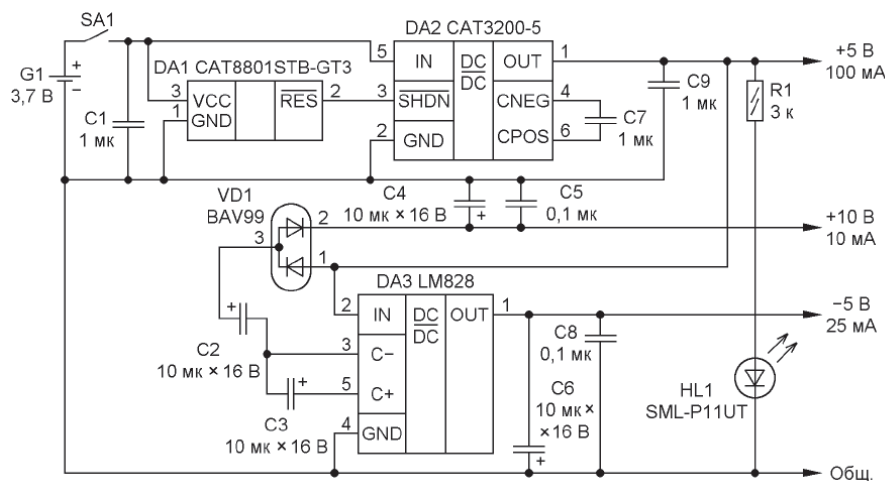 SA1
G1
3,7 В
+
−
C1
1 мк
DA1 CAT8801STB-GT3
3
1
VCC
GND
RES
2
DA2 CAT3200-5
5
3
2
IN
SHDN
GND
DC
DC
OUT
CNEG
CPOS
1
4
6
C7
1 мк
C9
1 мк
R1
3 к
+5 В
100 мА
VD1
BAV99
3
2
1
C4
10 мк × 16 В
+
C5
0,1 мк
+10 В
10 мА
DA3 LM828
2
3
5
4
IN
C−
C+
GND
DC
DC
OUT
1
+
C2
10 мк × 16 В
+
C3
10 мк × 16 В
C8
0,1 мк
C6
10 мк ×
×16 В
+
−5 В
25 мА
HL1
SML-P11UT
Общ.